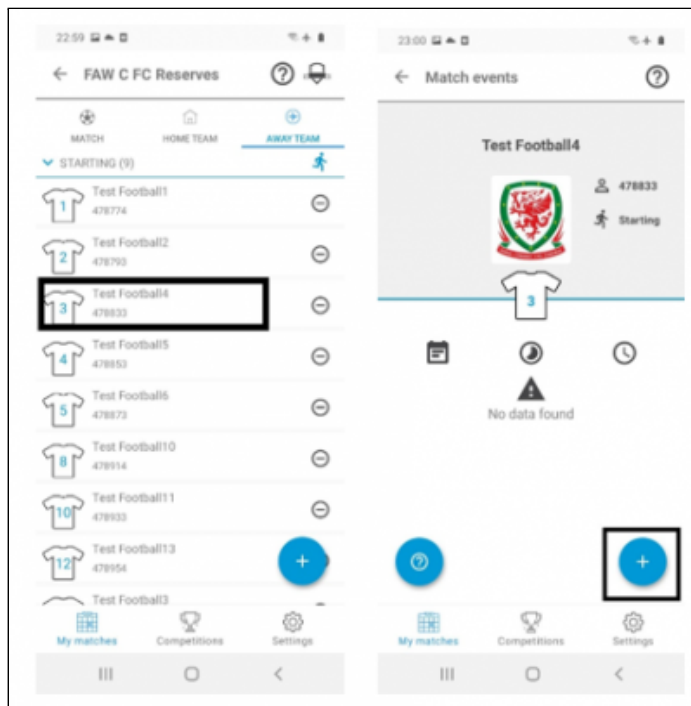 22:59
FAW C FC Reserves
MATCH HOME TEAM AWAY TEAM
STARTING (9)
1 Test Football1
478774
2 Test Football2
478793
3 Test Football4
478833
4 Test Football5
478853
5 Test Football6
478873
8 Test Football10
478914
10 Test Football11
478933
12 Test Football13
478954
Test Football3
My matches Competitions Settings
23:00
Match events
Test Football4
478833
Starting
3
No data found
My matches Competitions Settings